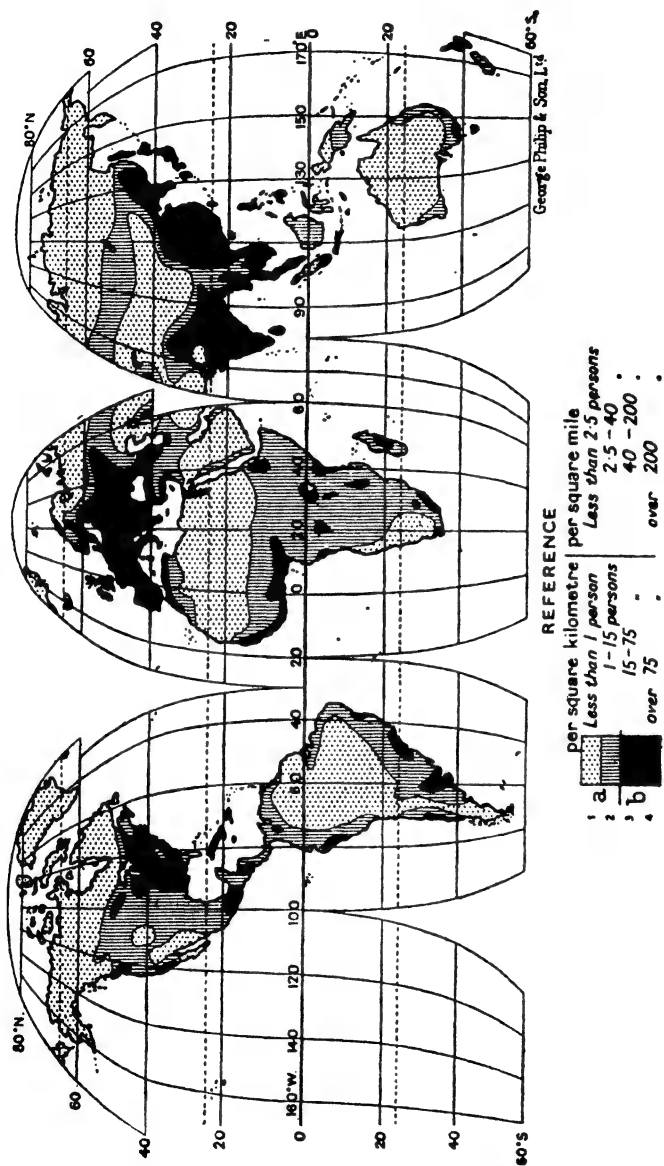 80°N. 80°N
60 60
40 40
20 20
0 160°W. 140 120 100 60 40 20 0 20 40 60 90 130 150 170°E 0
20 20
40
60°S 60°S.
George Philip & Son, Ltd
REFERENCE
per square kilometre per square mile
1 Less than 1 person Less than 2·5 persons
a
2 1-15 persons 2·5 - 40 "
3 15-75 " 40 - 200 "
b
4 over 75 " over 200 "